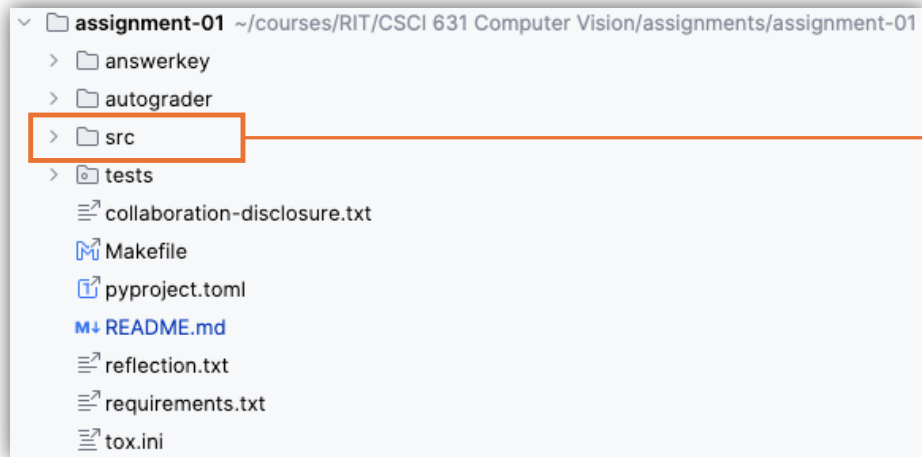 assignment-01 ~/courses/RIT/CSCI 631 Computer Vision/assignments/assignment-01
answerkey
autograder
src
tests
collaboration-disclosure.txt
Makefile
pyproject.toml
README.md
reflection.txt
requirements.txt
tox.ini